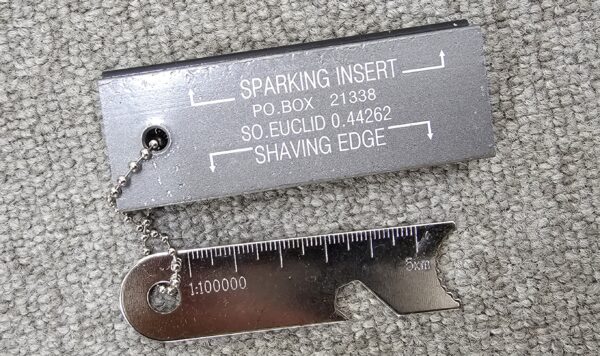 SPARKING INSERT
PO.BOX 21338
SO.EUCLID 0.44262
SHAVING EDGE
1:100000
5km